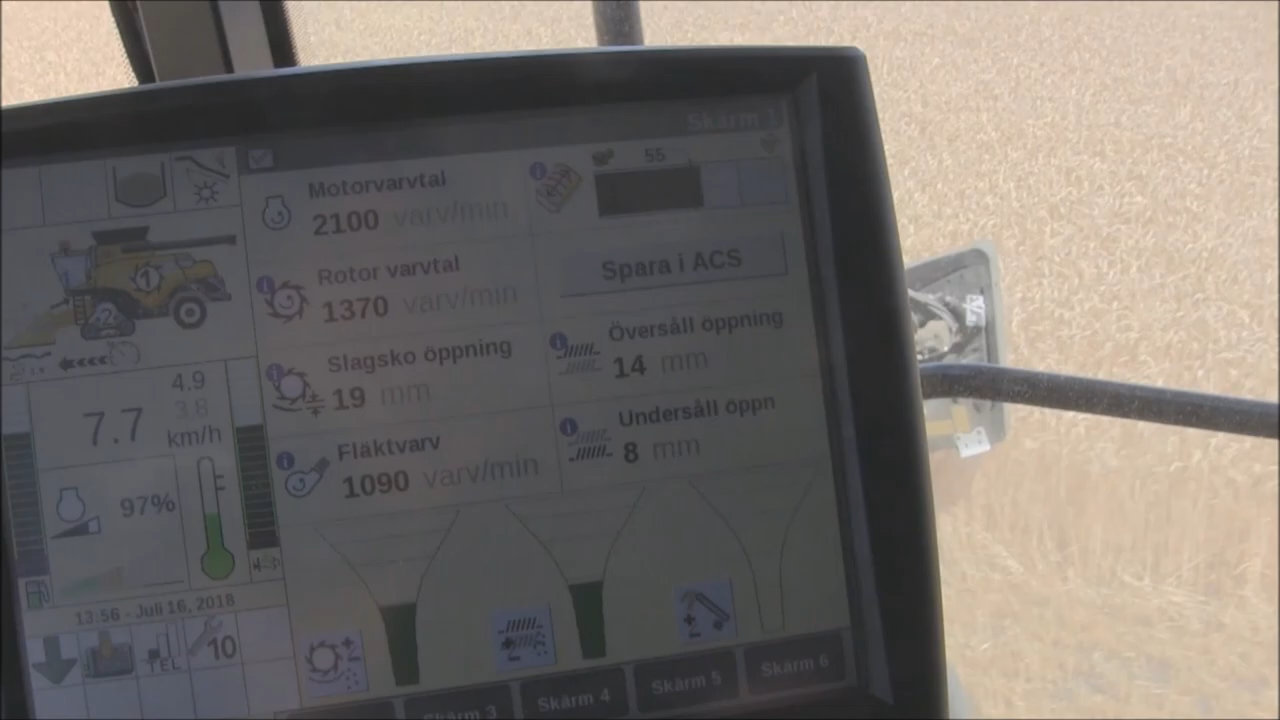 Skärm 1
Motorvarvtal
2100 varv/min
55
Rotor varvtal
1370 varv/min
Spara i ACS
Slagsko öppning
19 mm
Översåll öppning
14 mm
Fläktvarv
1090 varv/min
Undersåll öppn
8 mm
1
2
4.9
3.8
7.7
km/h
97%
13:56 - Juli 16, 2018
TEL
10
Skärm 3
Skärm 4
Skärm 5
Skärm 6